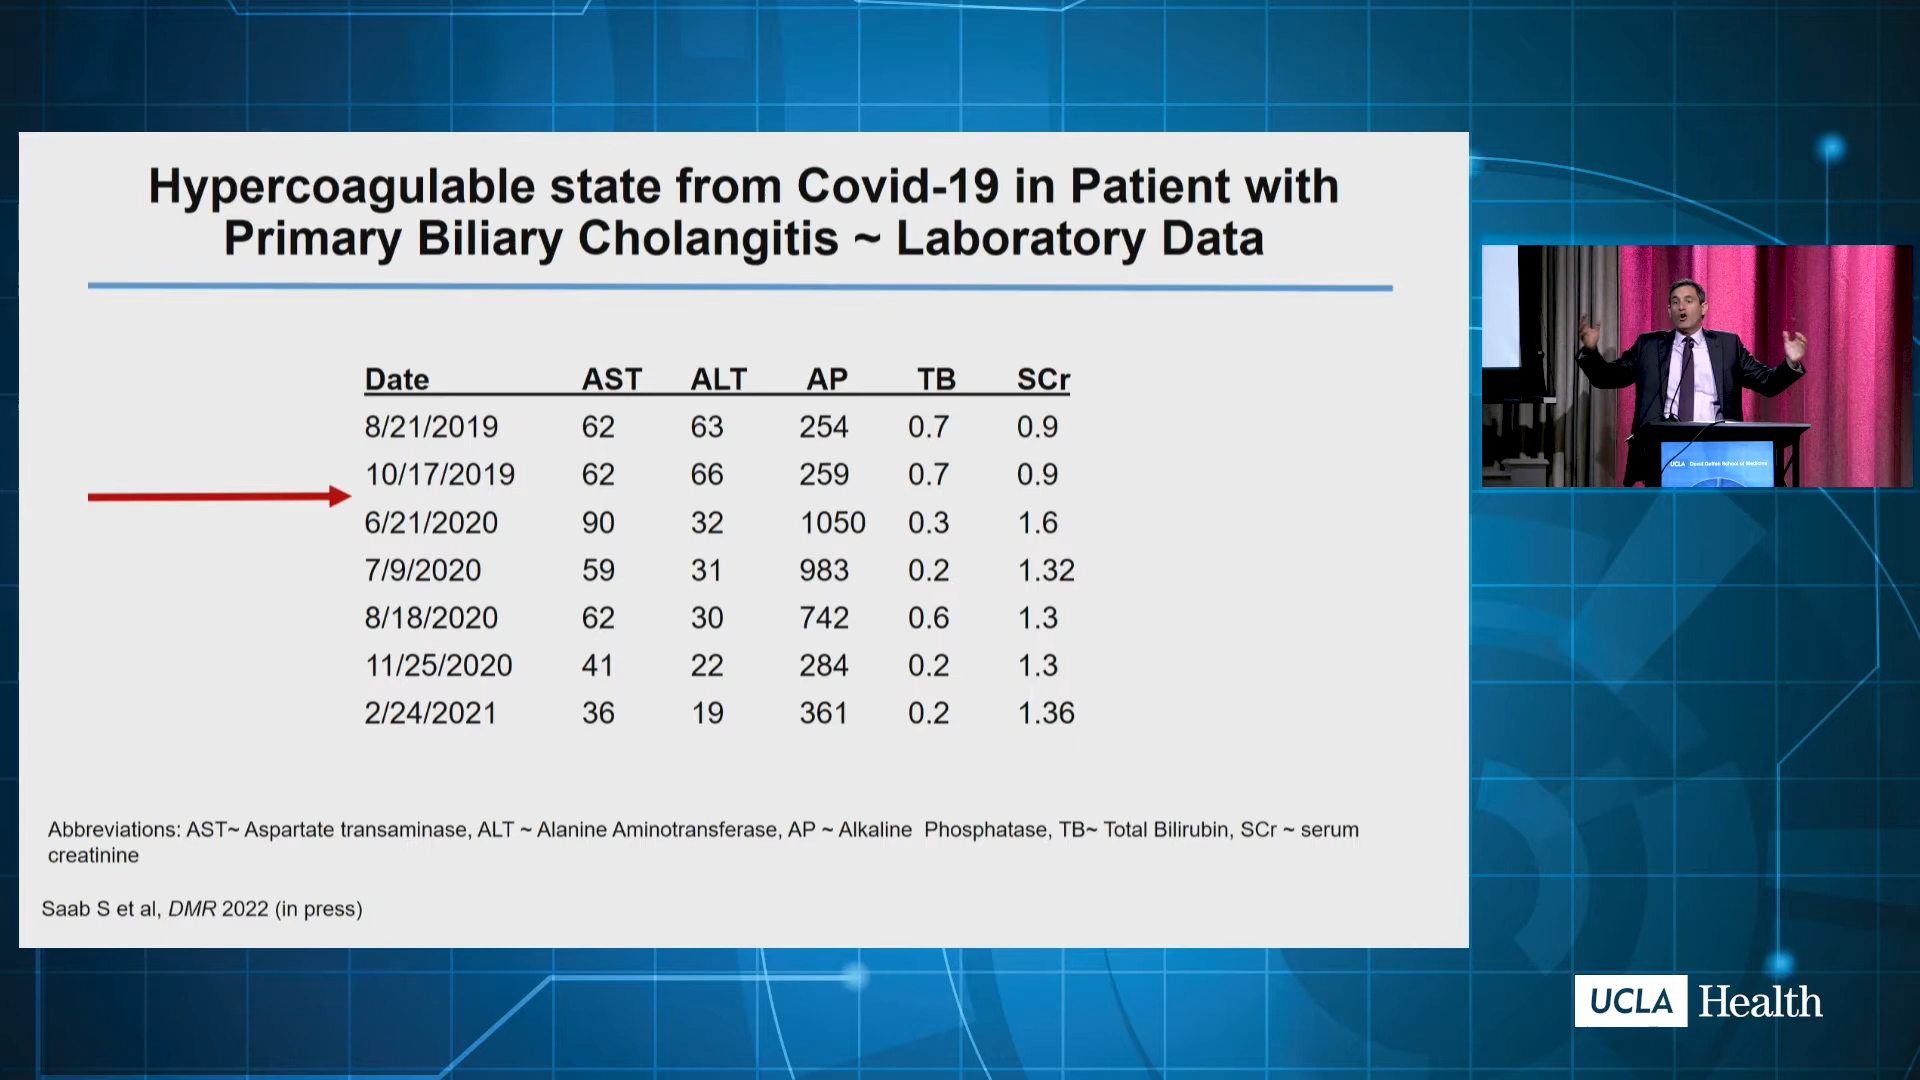 Hypercoagulable state from Covid-19 in Patient with
Primary Biliary Cholangitis ~ Laboratory Data
Date AST ALT AP TB SCr
8/21/2019 62 63 254 0.7 0.9
10/17/2019 62 66 259 0.7 0.9
6/21/2020 90 32 1050 0.3 1.6
7/9/2020 59 31 983 0.2 1.32
8/18/2020 62 30 742 0.6 1.3
11/25/2020 41 22 284 0.2 1.3
2/24/2021 36 19 361 0.2 1.36
Abbreviations: AST~ Aspartate transaminase, ALT ~ Alanine Aminotransferase, AP ~ Alkaline Phosphatase, TB~ Total Bilirubin, SCr ~ serum
creatinine
Saab S et al, DMR 2022 (in press)
UCLA David Geffen School of Medicine
UCLA Health